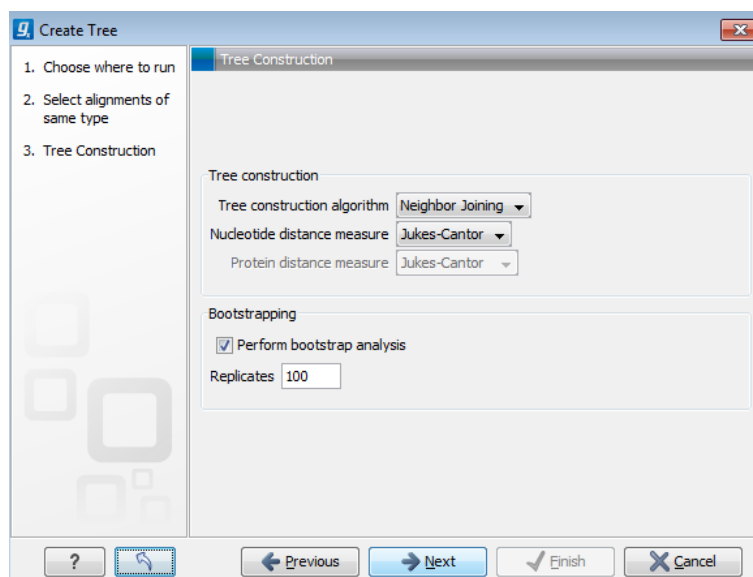 Create Tree
1. Choose where to run
2. Select alignments of
same type
3. Tree Construction
Tree Construction
Tree construction
Tree construction algorithm Neighbor Joining
Nucleotide distance measure Jukes-Cantor
Protein distance measure Jukes-Cantor
Bootstrapping
Perform bootstrap analysis
Replicates 100
? Previous Next Finish Cancel